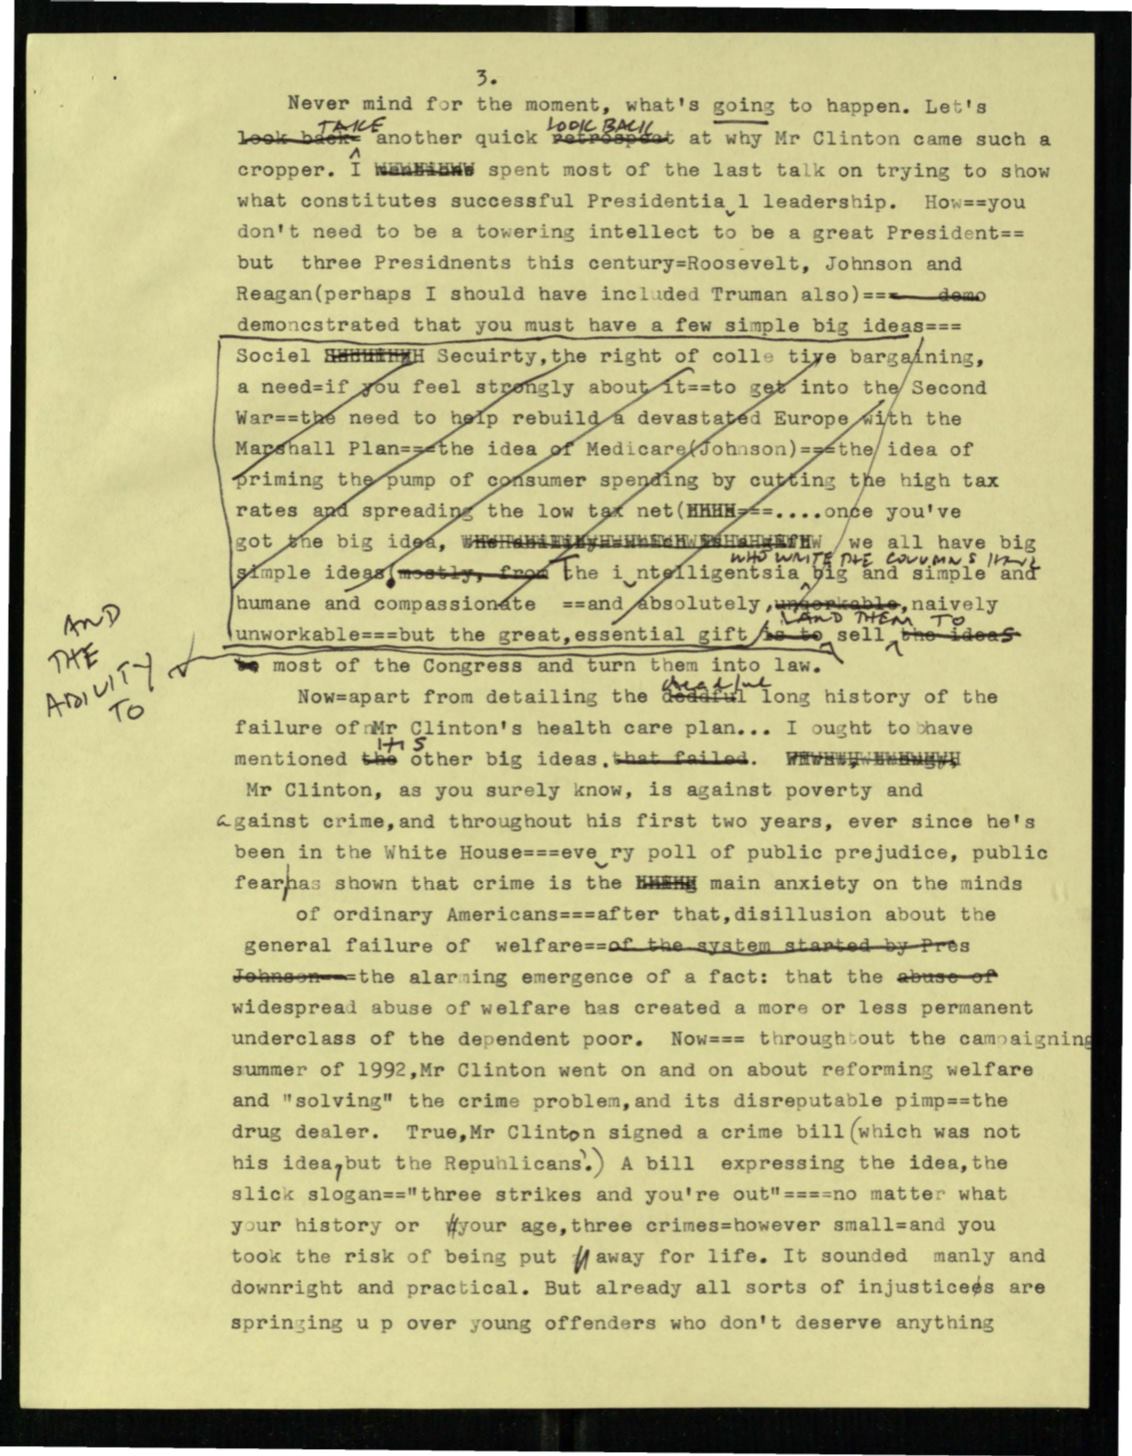 3.
Never mind for the moment, what's going to happen. Let's
TAKE LOOK BACK
look back= another quick retrospect at why Mr Clinton came such a
cropper. I spent most of the last talk on trying to show
what constitutes successful Presidentia l leadership. How==you
don't need to be a towering intellect to be a great President==
but three Presidnents this century=Roosevelt, Johnson and
Reagan(perhaps I should have included Truman also)=== demo
demoncstrated that you must have a few simple big ideas===
Sociel Secuirty,the right of colle tive bargaining,
a need=if you feel strongly about it==to get into the Second
War==the need to help rebuild a devastated Europe with the
Marshall Plan===the idea of Medicare(Johnson)===the idea of
priming the pump of consumer spending by cutting the high tax
rates and spreading the low tax net(HHHH===....once you've
got the big idea, we all have big
WHO WRITE THE COLUMNS HAVE
simple ideas, mostly, from the i ntelligentsia big and simple and
humane and compassionate ==and absolutely,unworkable,naively
AND THEM TO
unworkable===but the great,essential gift is to sell the ideas
AND
THE
ABILITY
TO
to most of the Congress and turn them into law.
dreadful
Now=apart from detailing the deadful long history of the
failure of Mr Clinton's health care plan... I ought to have
HIS
mentioned the other big ideas.that failed.
Mr Clinton, as you surely know, is against poverty and
against crime,and throughout his first two years, ever since he's
been in the White House===eve ry poll of public prejudice, public
fear has shown that crime is the main anxiety on the minds
of ordinary Americans===after that,disillusion about the
general failure of welfare==of the system started by Pres
Johnson===the alarming emergence of a fact: that the abuse of
widespread abuse of welfare has created a more or less permanent
underclass of the dependent poor. Now=== through out the campaigning
summer of 1992,Mr Clinton went on and on about reforming welfare
and "solving" the crime problem,and its disreputable pimp==the
drug dealer. True,Mr Clinton signed a crime bill(which was not
his idea,but the Republicans'.) A bill expressing the idea,the
slick slogan=="three strikes and you're out"====no matter what
your history or your age,three crimes=however small=and you
took the risk of being put away for life. It sounded manly and
downright and practical. But already all sorts of injusticees are
springing u p over young offenders who don't deserve anything